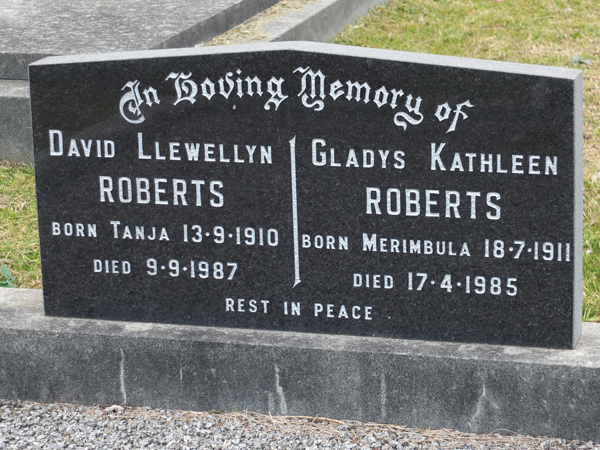 In Loving Memory of
DAVID LLEWELLYN
ROBERTS
BORN TANJA 13-9-1910
DIED 9-9-1987
GLADYS KATHLEEN
ROBERTS
BORN MERIMBULA 18·7·1911
DIED 17·4·1985
REST IN PEACE